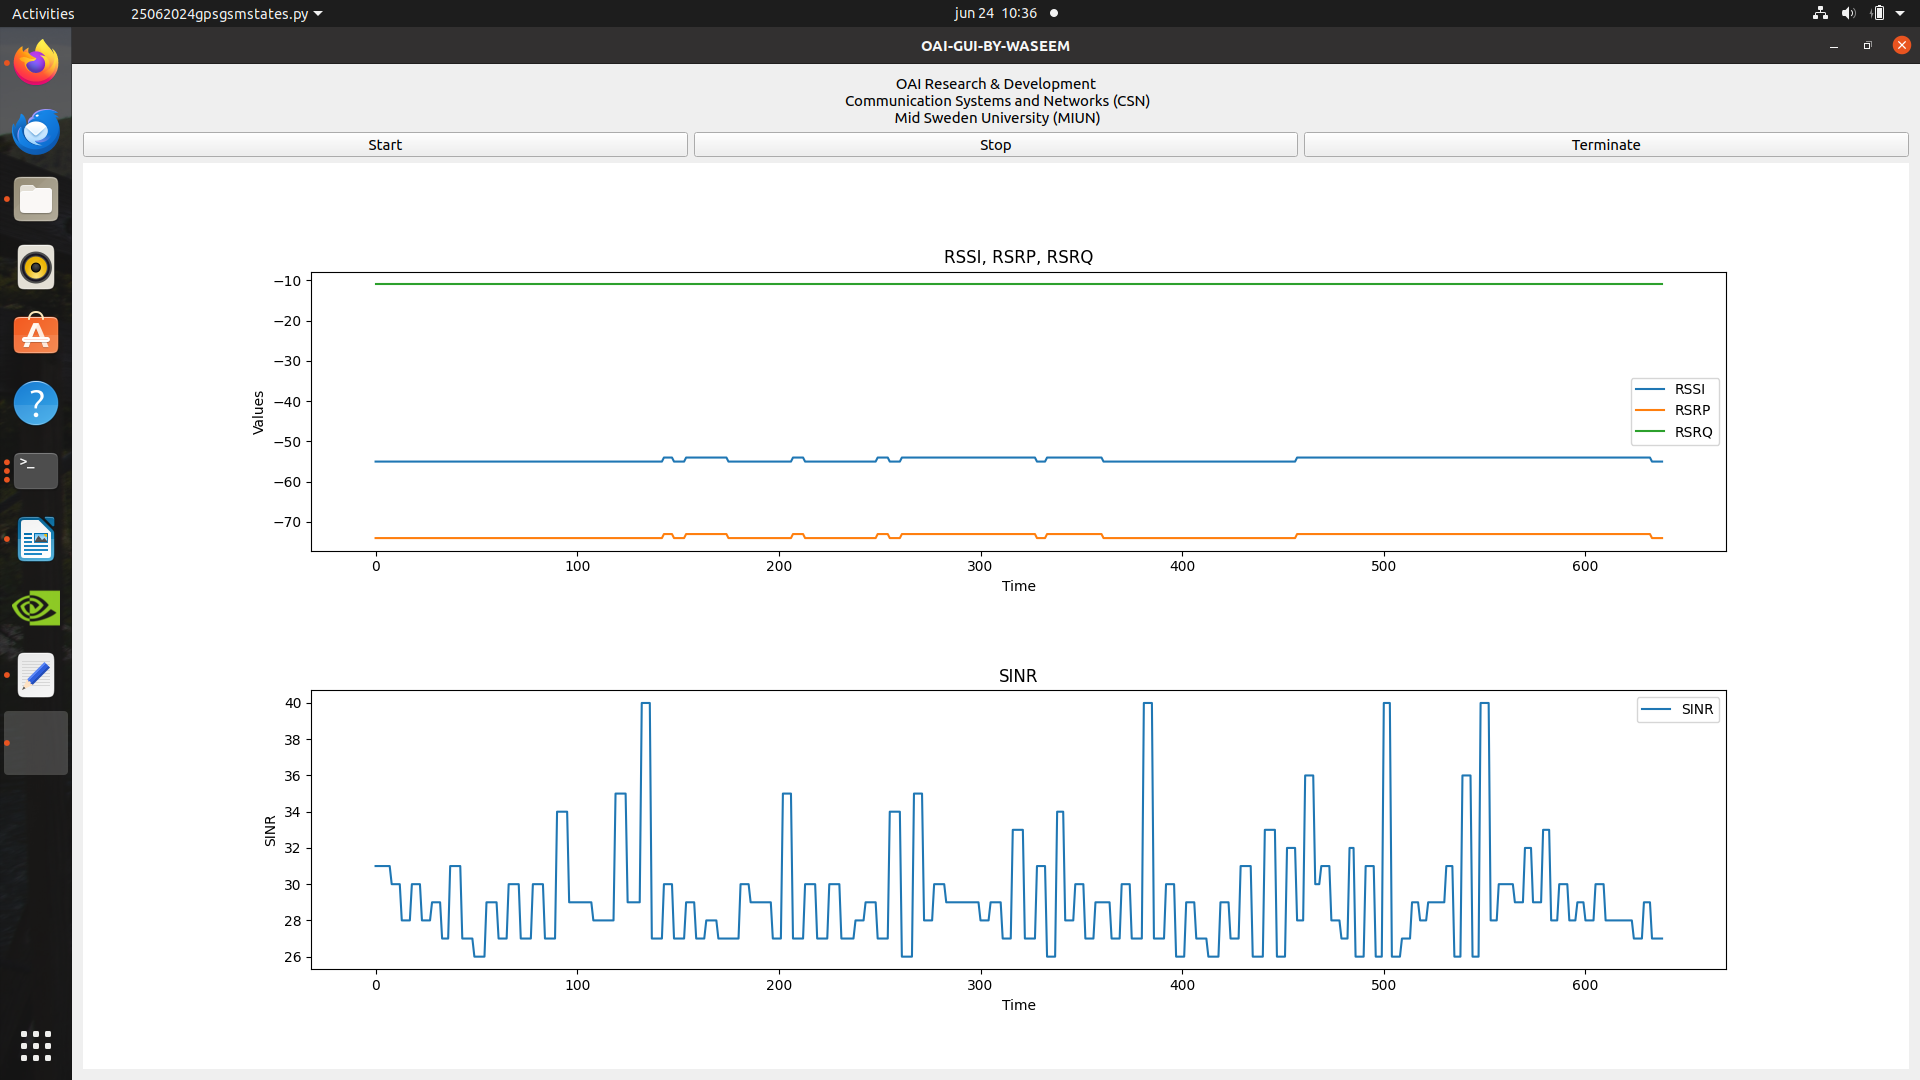 Activities
25062024gpsgsmstates.py
jun 24 10:36
OAI-GUI-BY-WASEEM
OAI Research & Development
Communication Systems and Networks (CSN)
Mid Sweden University (MIUN)
Start Stop Terminate
RSSI, RSRP, RSRQ
−10
−20
−30
−40
−50
−60
−70
Values
RSSI
RSRP
RSRQ
0 100 200 300 400 500 600
Time
SINR
40
38
36
34
32
30
28
26
SINR
SINR
0 100 200 300 400 500 600
Time